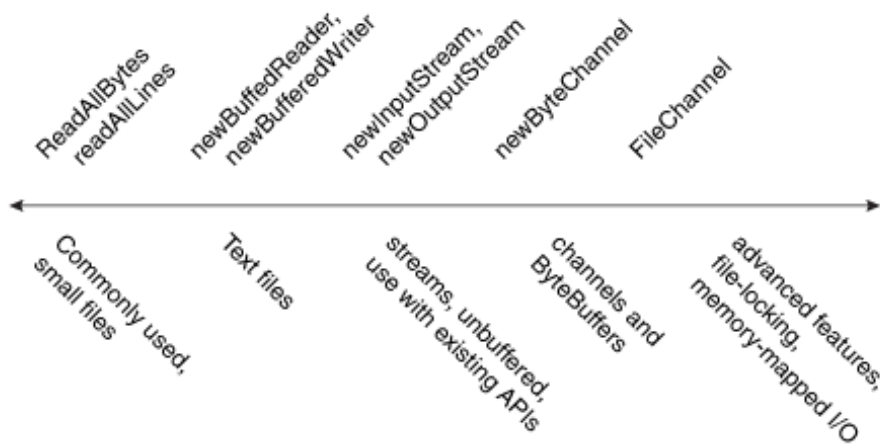 ReadAllBytes
readAllLines
newBuffedReader,
newBufferedWriter
newInputStream,
newOutputStream
newByteChannel
FileChannel
Commonly used,
small files
Text files
streams, unbuffered,
use with existing APIs
channels and
ByteBuffers
advanced features,
file-locking,
memory-mapped I/O